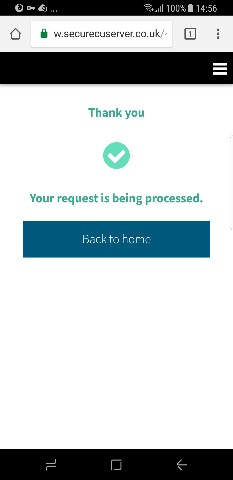 100% 14:56
w.securecuserver.co.uk/
1
Thank you
Your request is being processed.
Back to home